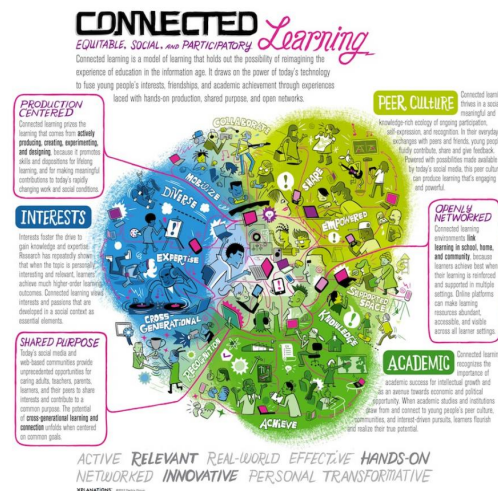 CONNECTED Learning
EQUITABLE, SOCIAL, AND PARTICIPATORY
Connected learning is a model of learning that holds out the possibility of reimagining the
experience of education in the information age. It draws on the power of today's technology
to fuse young people's interests, friendships, and academic achievement through experiences
laced with hands-on production, shared purpose, and open networks.
PRODUCTION
CENTERED
Connected learning prizes the
learning that comes from actively
producing, creating, experimenting,
and designing, because it promotes
skills and dispositions for lifelong
learning, and for making meaningful
contributions to today's rapidly
changing work and social conditions.
INTERESTS
Interests foster the drive to
gain knowledge and expertise.
Research has repeatedly shown
that when the topic is personally
interesting and relevant, learners
achieve much higher-order learning
outcomes. Connected learning views
interests and passions that are
developed in a social context as
essential elements.
SHARED PURPOSE
Today's social media and
web-based communities provide
unprecedented opportunities for
caring adults, teachers, parents,
learners, and their peers to share
interests and contribute to a
common purpose. The potential
of cross-generational learning and
connection unfolds when centered
on common goals.
COLLABORATE
MOBILIZE
DIVERSE
EXPERTISE
CROSS
GENERATIONAL
SHARE
EMPOWERED
SUPPORTED
SPACE
KNOWLEDGE
RECOGNITION
ACHIEVE
PEER CULTURE
Connected learning
thrives in a social
meaningful and
knowledge-rich ecology of ongoing participation,
self-expression, and recognition. In their everyday
exchanges with peers and friends, young people
fluidly contribute, share and give feedback.
Powered with possibilities made available
by today's social media, this peer culture
can produce learning that's engaging
and powerful.
OPENLY
NETWORKED
Connected learning
environments link
learning in school, home,
and community, because
learners achieve best when
their learning is reinforced
and supported in multiple
settings. Online platforms
can make learning
resources abundant,
accessible, and visible
across all learner settings.
ACADEMIC
Connected learning
recognizes the
importance of
academic success for intellectual growth and
as an avenue towards economic and political
opportunity. When academic studies and institutions
draw from and connect to young people's peer culture,
communities, and interest-driven pursuits, learners flourish
and realize their true potential.
ACTIVE RELEVANT REAL-WORLD EFFECTIVE HANDS-ON
NETWORKED INNOVATIVE PERSONAL TRANSFORMATIVE
XPLANATIONS